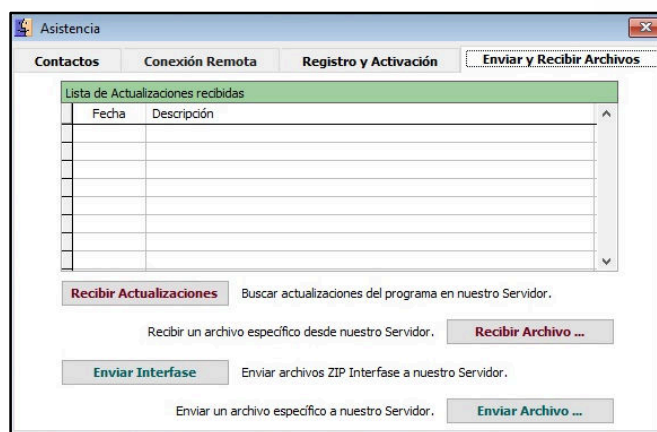 Asistencia
Contactos Conexión Remota Registro y Activación Enviar y Recibir Archivos
Lista de Actualizaciones recibidas
Fecha Descripción
Recibir Actualizaciones Buscar actualizaciones del programa en nuestro Servidor.
Recibir un archivo específico desde nuestro Servidor. Recibir Archivo ...
Enviar Interfase Enviar archivos ZIP Interfase a nuestro Servidor.
Enviar un archivo específico a nuestro Servidor. Enviar Archivo ...